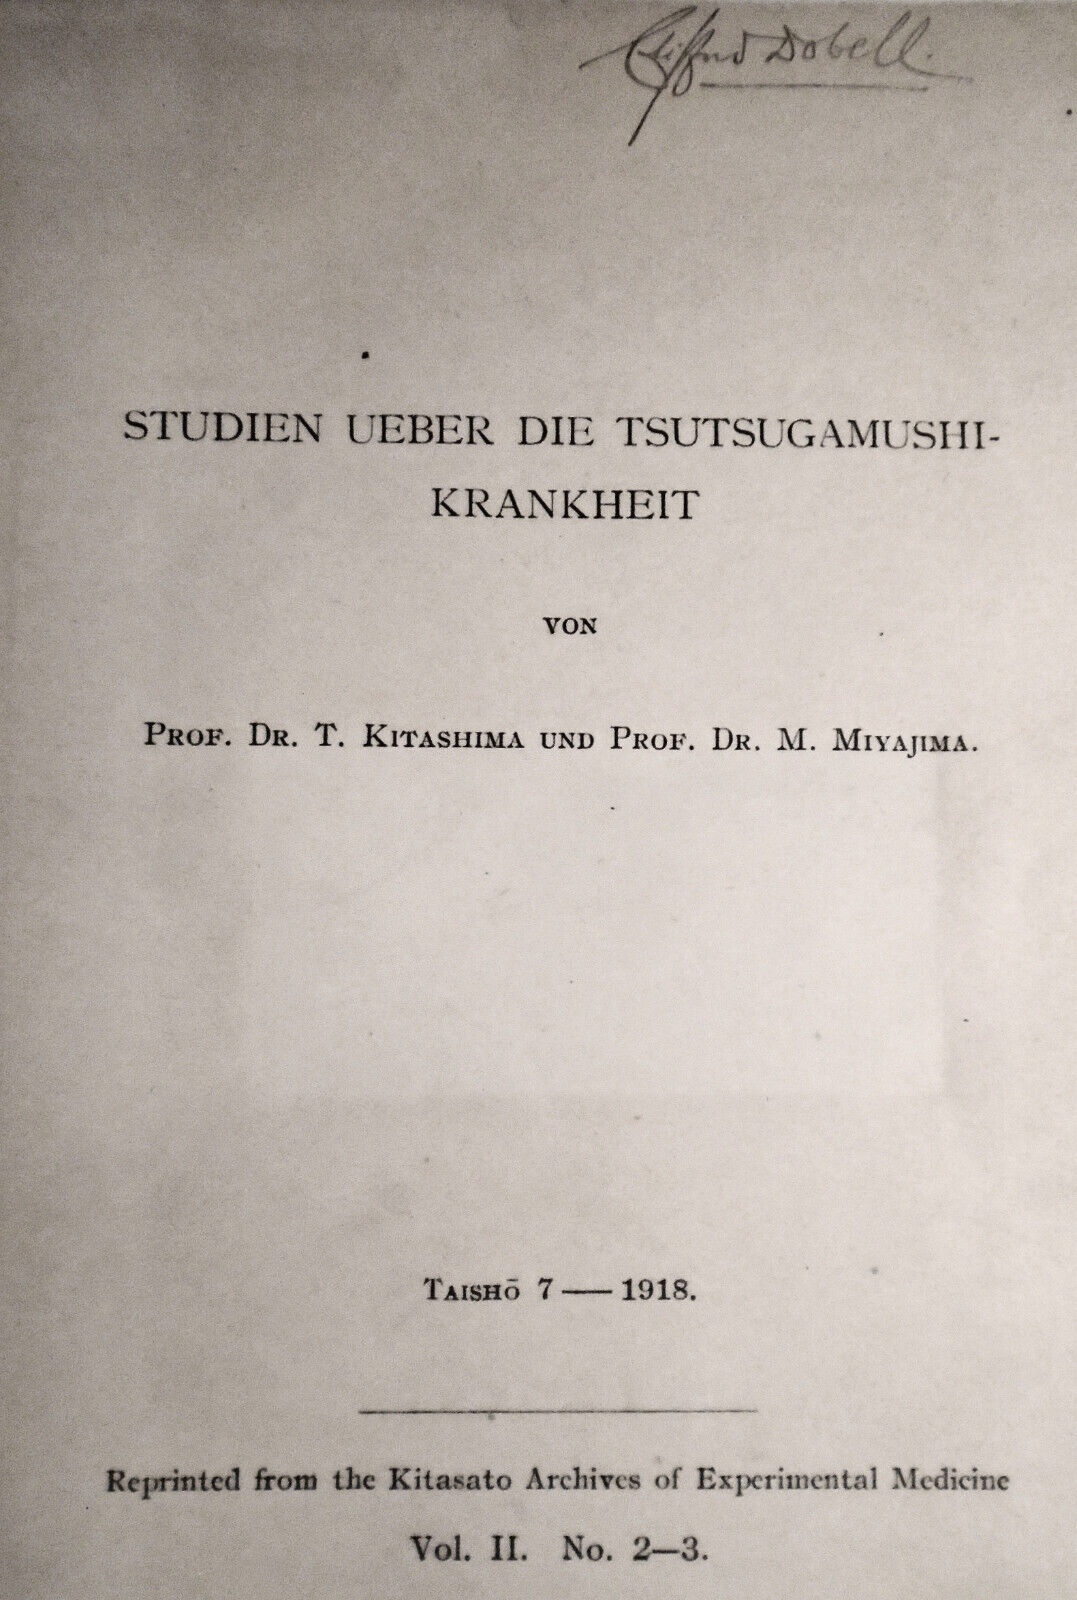 Clifford Dobell.
STUDIEN UEBER DIE TSUTSUGAMUSHI-
KRANKHEIT
VON
PROF. DR. T. KITASHIMA UND PROF. DR. M. MIYAJIMA.
TAISHŌ 7 — 1918.
Reprinted from the Kitasato Archives of Experimental Medicine
Vol. II. No. 2—3.